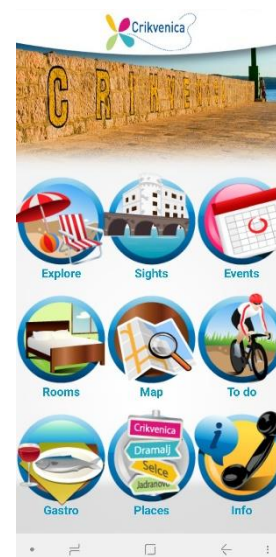 Crikvenica
CRIKVENICA
Explore
Sights
Events
Rooms
Map
To do
Crikvenica
Dramalj
Selce
Jadranovo
Gastro
Places
i
Info